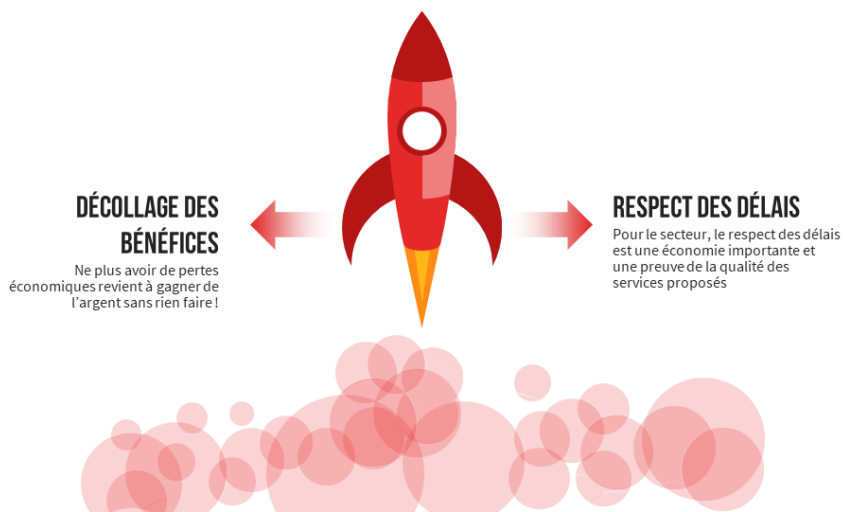 DÉCOLLAGE DES
BÉNÉFICES
Ne plus avoir de pertes
économiques revient à gagner de
l'argent sans rien faire !
RESPECT DES DÉLAIS
Pour le secteur, le respect des délais
est une économie importante et
une preuve de la qualité des
services proposés